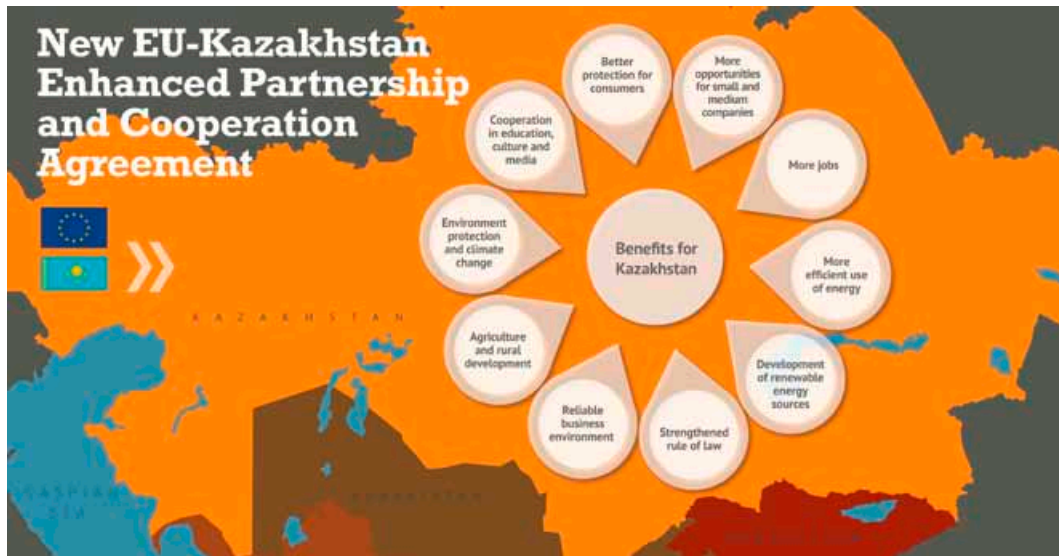 New EU-Kazakhstan
Enhanced Partnership
and Cooperation
Agreement
Better
protection for
consumers
More
opportunities
for small and
medium
companies
Cooperation
in education,
culture and
media
More jobs
Environment
protection
and climate
change
Benefits for
Kazakhstan
More
efficient use
of energy
KAZAKHSTAN
Agriculture
and rural
development
Development
of renewable
energy
sources
Reliable
business
environment
Strengthened
rule of law
CASPIAN
SEA